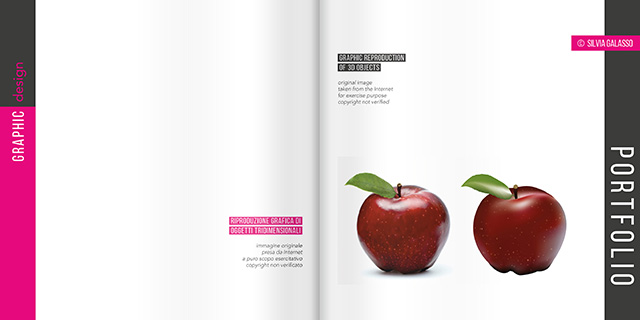 GRAPHIC design
RIPRODUZIONE GRAFICA DI
OGGETTI TRIDIMENSIONALI
immagine originale
presa da Internet
a puro scopo esercitativo
copyright non verificato
GRAPHIC REPRODUCTION
OF 3D OBJECTS
original image
taken from the Internet
for exercise purpose
copyright not verified
© SILVIA GALASSO
PORTFOLIO